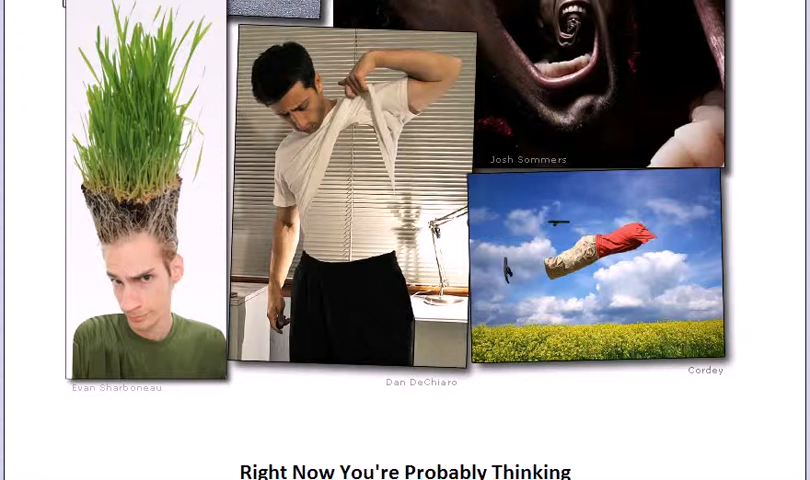 Josh Sommers
Cordey
Dan DeChiaro
Evan Sharboneau
Right Now You're Probably Thinking